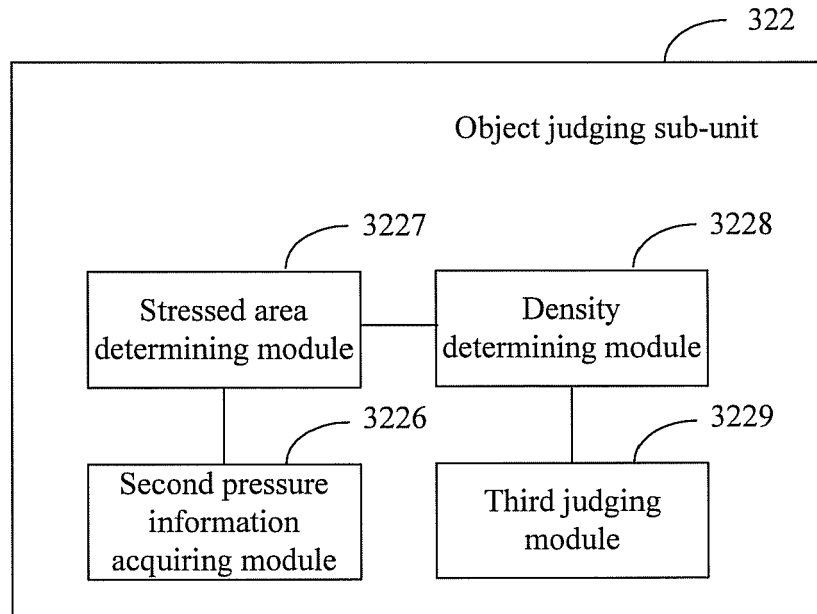 322
Object judging sub-unit
3227
3228
Stressed area
determining module
Density
determining module
3226
3229
Second pressure
information
acquiring module
Third judging
module